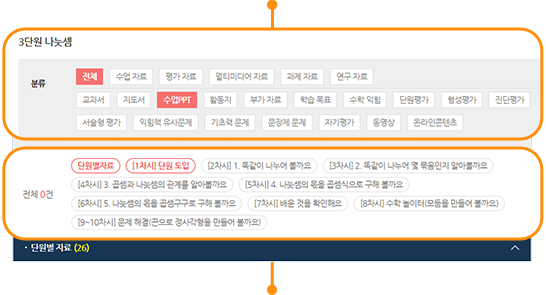 3단원 나눗셈
분류
전체 수업 자료 평가 자료 멀티미디어 자료 과제 자료 연구 자료
교과서 지도서 수업PPT 활동지 부가 자료 학습 목표 수학 익힘 단원평가 형성평가 진단평가
서술형 평가 익힘책 유사문제 기초력 문제 문장제 문제 자기평가 동영상 온라인콘텐츠
전체 0건
단원별자료 [1차시] 단원 도입 [2차시] 1. 똑같이 나누어 볼까요 [3차시] 2. 똑같이 나누어 몇 묶음인지 알아볼까요
[4차시] 3. 곱셈과 나눗셈의 관계를 알아볼까요 [5차시] 4. 나눗셈의 몫을 곱셈식으로 구해 볼까요
[6차시] 5. 나눗셈의 몫을 곱셈구구로 구해 볼까요 [7차시] 배운 것을 확인해요 [8차시] 수학 놀이터(모둠을 만들어 볼까요)
[9~10차시] 문제 해결(끈으로 정사각형을 만들어 볼까요)
· 단원별 자료 (26)